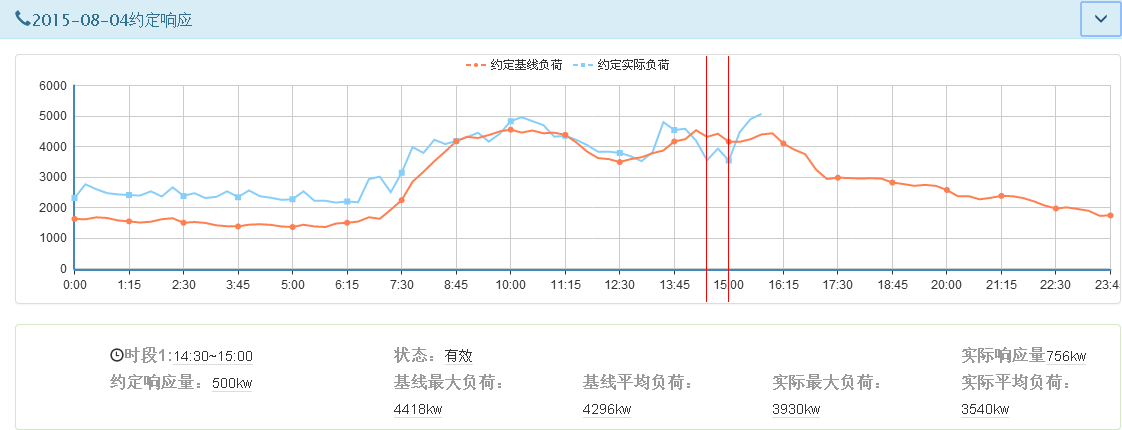 2015-08-04约定响应
约定基线负荷 约定实际负荷
6000
5000
4000
3000
2000
1000
0
0:00 1:15 2:30 3:45 5:00 6:15 7:30 8:45 10:00 11:15 12:30 13:45 15:00 16:15 17:30 18:45 20:00 21:15 22:30 23:4
时段1:14:30~15:00 状态：有效 实际响应量756kw
约定响应量：500kw 基线最大负荷： 基线平均负荷： 实际最大负荷： 实际平均负荷：
4418kw 4296kw 3930kw 3540kw